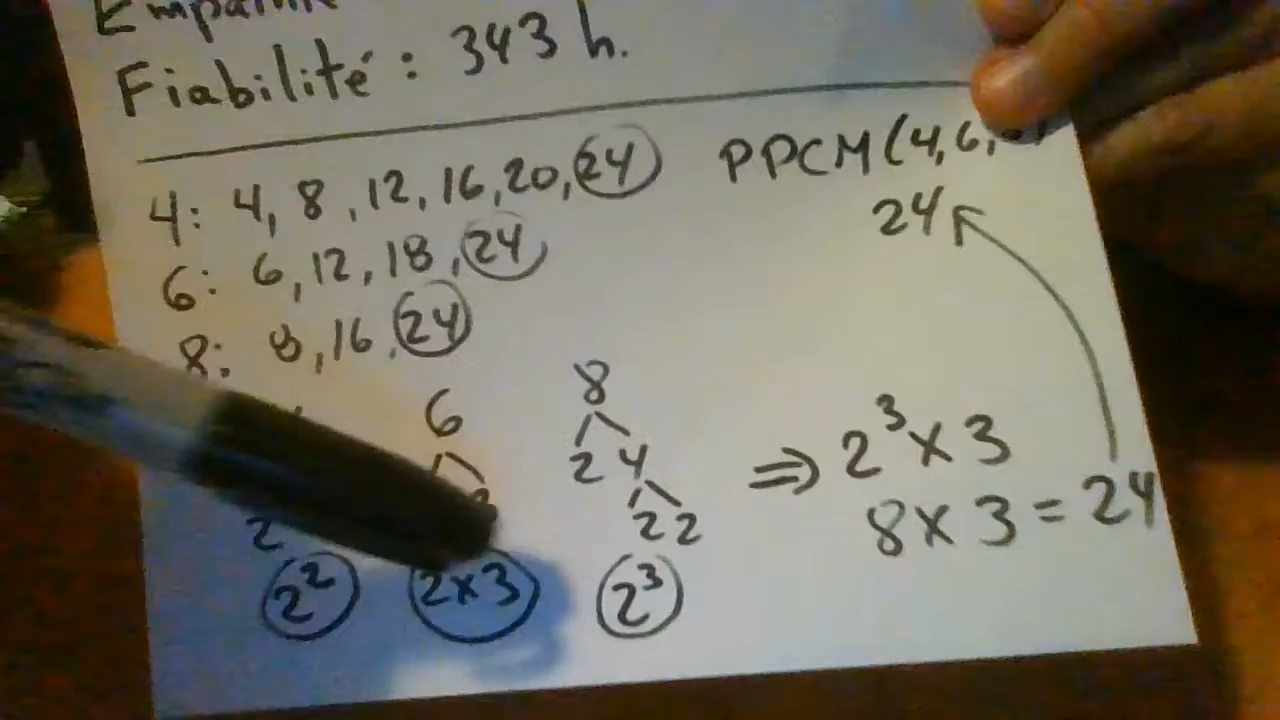 Fiabilité : 343 h.
4: 4, 8, 12, 16, 20, 24
PPCM(4, 6,
24
6: 6, 12, 18, 24
8: 8, 16, 24
6
8
2 4
2 2
2
2² 2x3 2³
⇒ 2³ x 3
8 x 3 = 24